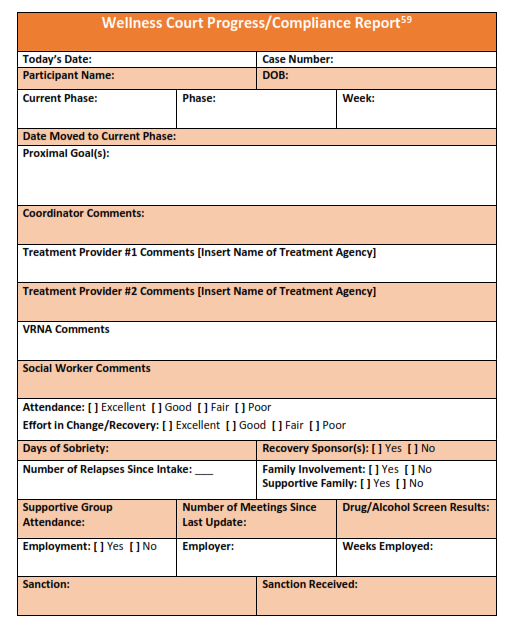 Wellness Court Progress/Compliance Report59
Today's Date: Case Number:
Participant Name: DOB:
Current Phase: Phase: Week:
Date Moved to Current Phase:
Proximal Goal(s):
Coordinator Comments:
Treatment Provider #1 Comments [Insert Name of Treatment Agency]
Treatment Provider #2 Comments [Insert Name of Treatment Agency]
VRNA Comments
Social Worker Comments
Attendance: [ ] Excellent [ ] Good [ ] Fair [ ] Poor
Effort in Change/Recovery: [ ] Excellent [ ] Good [ ] Fair [ ] Poor
Days of Sobriety: Recovery Sponsor(s): [ ] Yes [ ] No
Number of Relapses Since Intake: ___ Family Involvement: [ ] Yes [ ] No
Supportive Family: [ ] Yes [ ] No
Supportive Group Number of Meetings Since Drug/Alcohol Screen Results:
Attendance: Last Update:
Employment: [ ] Yes [ ] No Employer: Weeks Employed:
Sanction: Sanction Received: